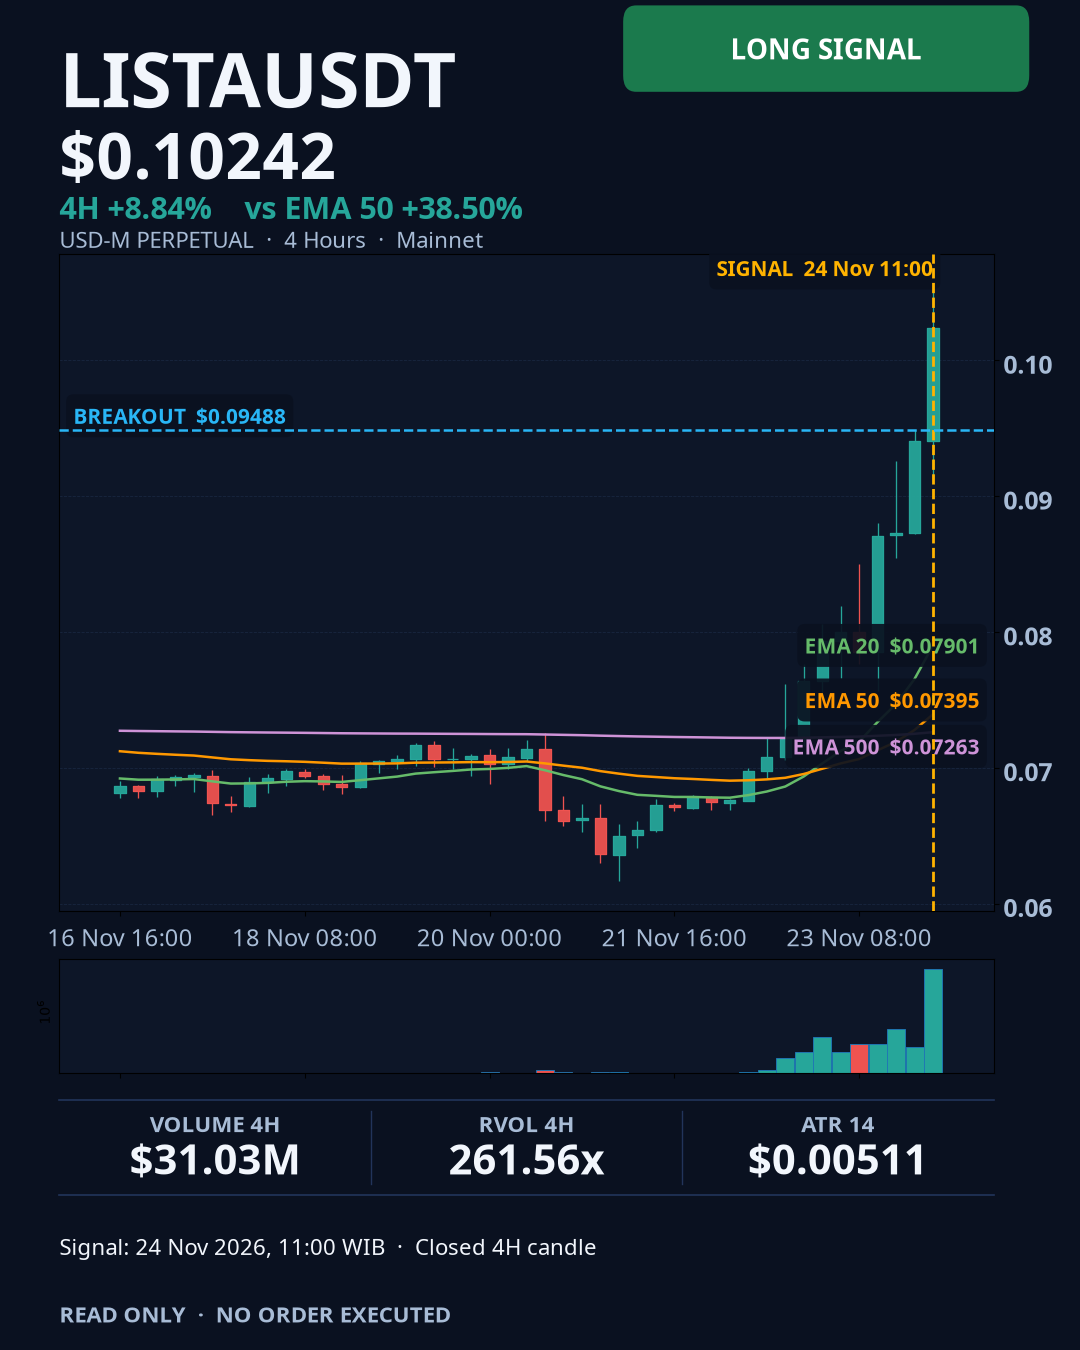 LONG SIGNAL
LISTAUSDT
$0.10242
4H +8.84% vs EMA 50 +38.50%
USD-M PERPETUAL · 4 Hours · Mainnet
SIGNAL 24 Nov 11:00
0.10
BREAKOUT $0.09488
0.09
0.08
EMA 20 $0.07901
EMA 50 $0.07395
EMA 500 $0.07263
0.07
0.06
16 Nov 16:00 18 Nov 08:00 20 Nov 00:00 21 Nov 16:00 23 Nov 08:00
10⁶
VOLUME 4H RVOL 4H ATR 14
$31.03M 261.56x $0.00511
Signal: 24 Nov 2026, 11:00 WIB · Closed 4H candle
READ ONLY · NO ORDER EXECUTED